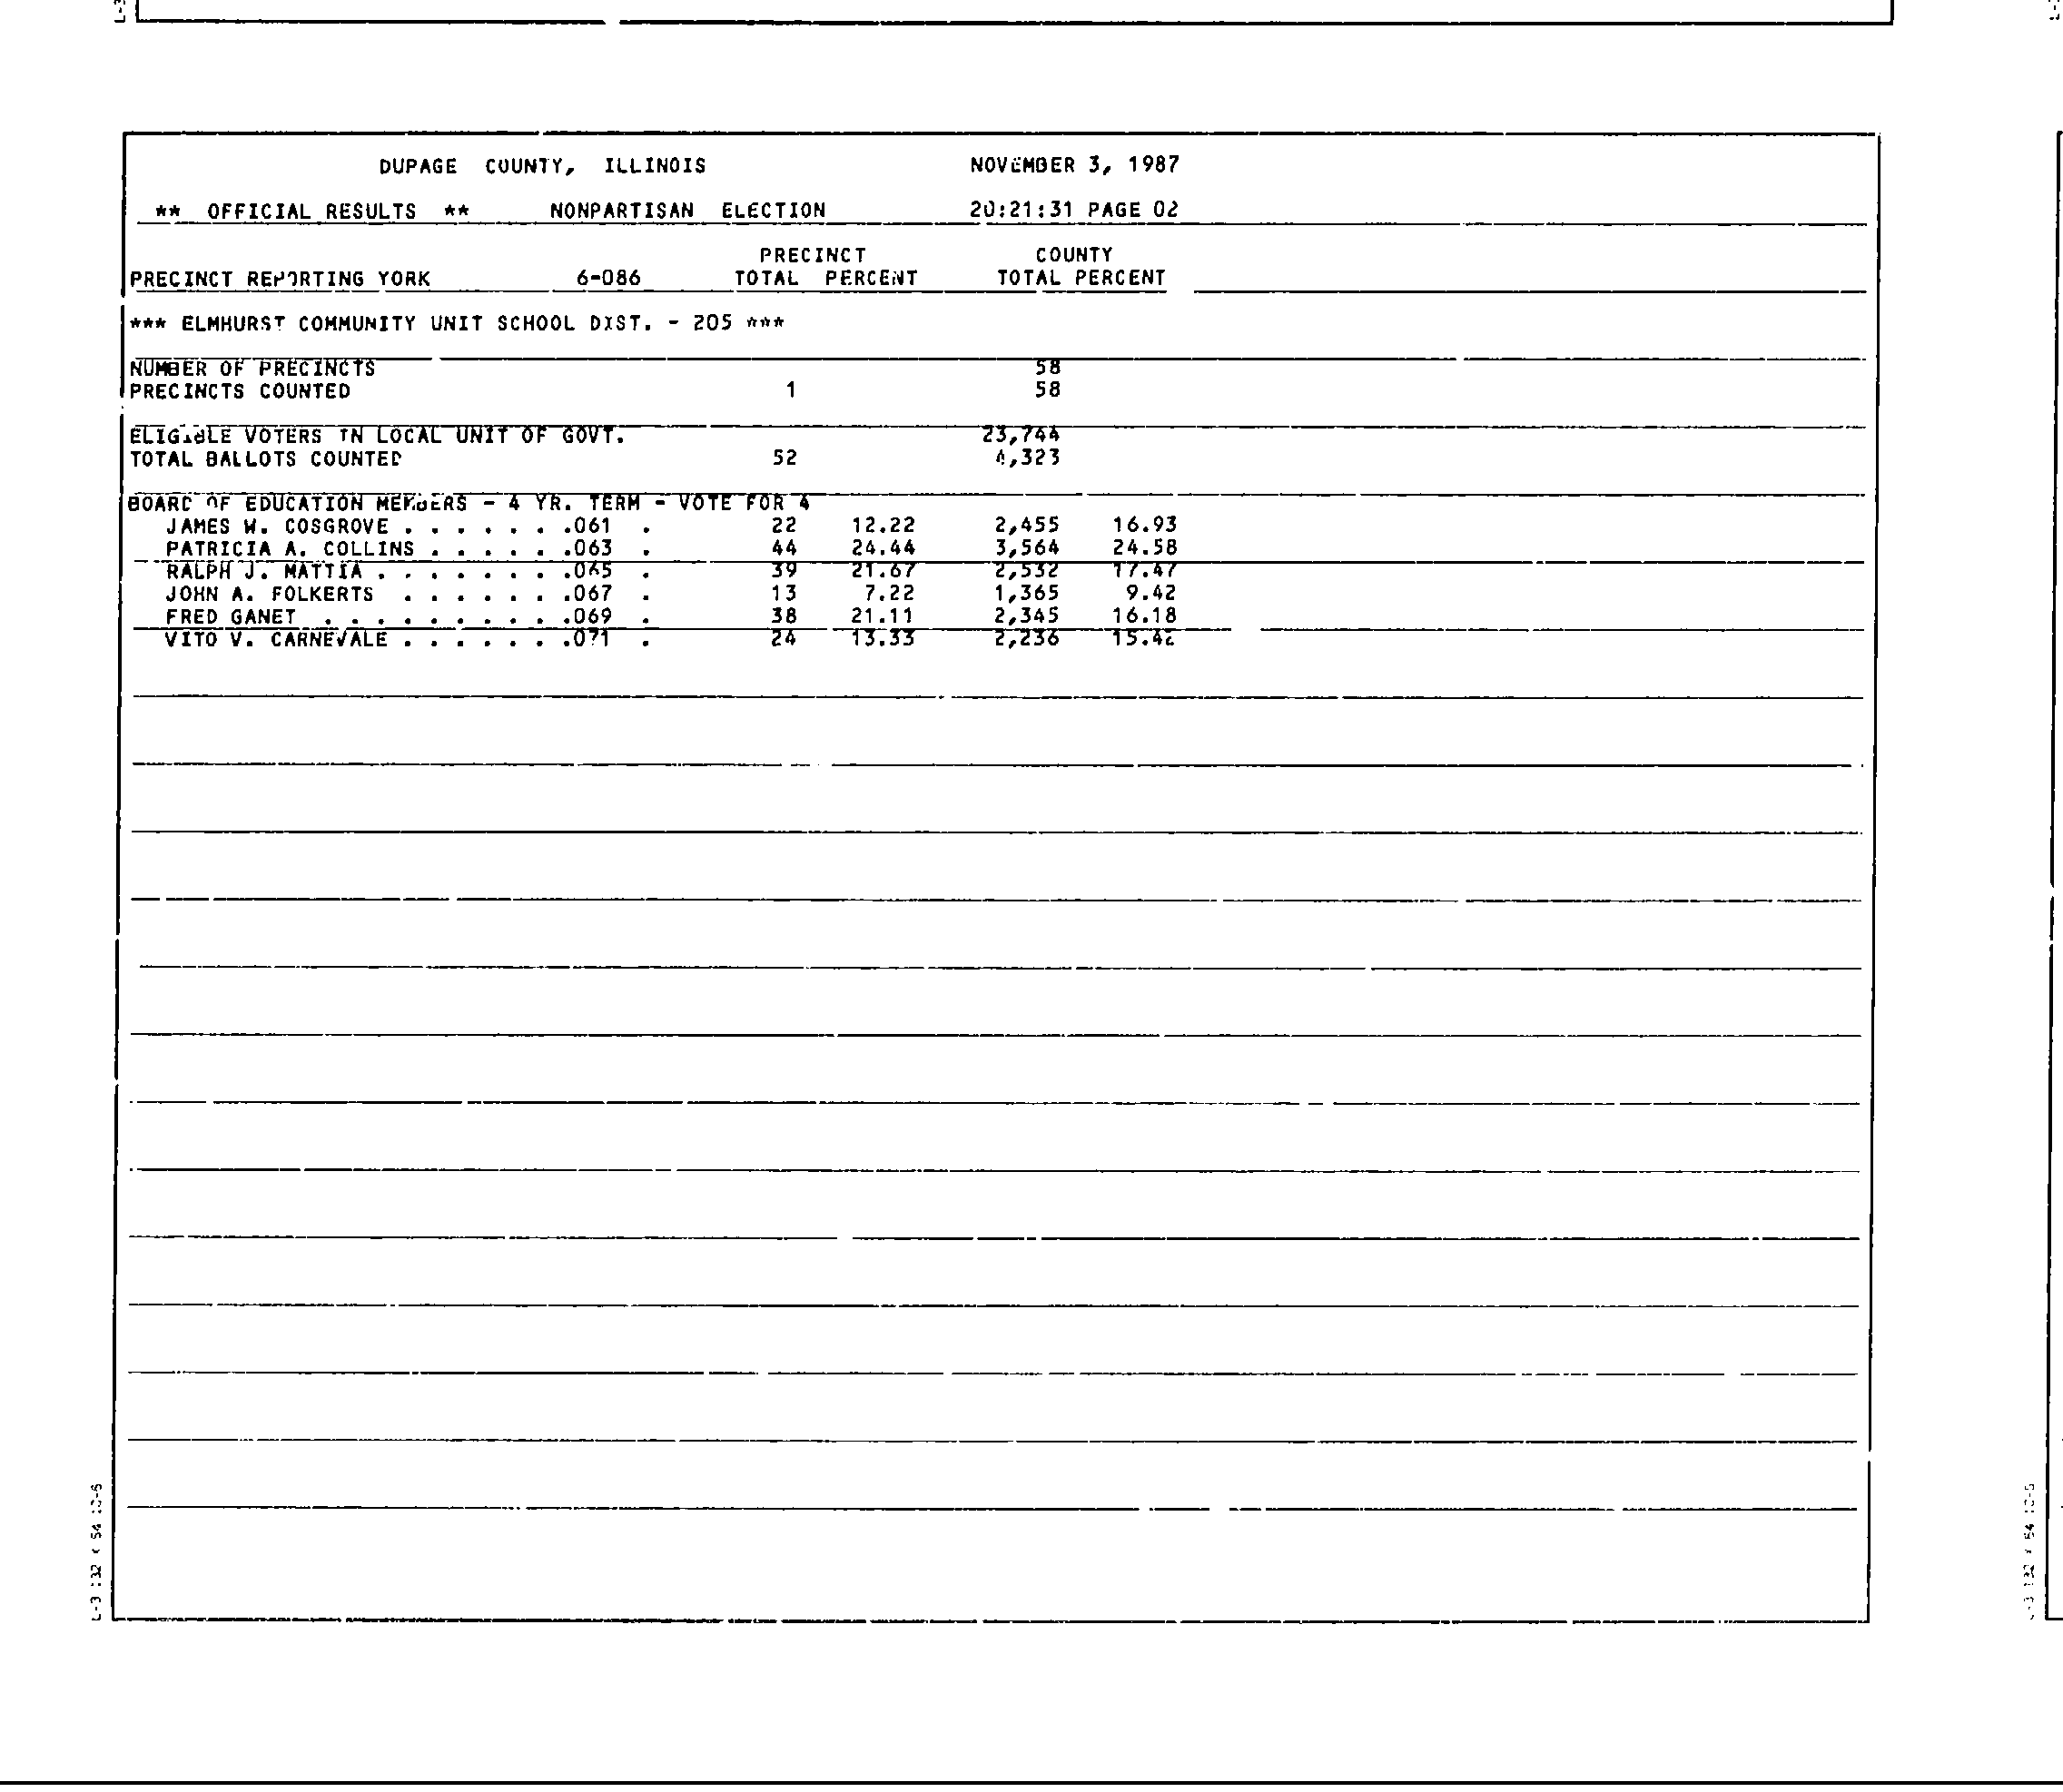 DUPAGE COUNTY, ILLINOIS NOVEMBER 3, 1987
** OFFICIAL RESULTS ** NONPARTISAN ELECTION 20:21:31 PAGE 02
PRECINCT COUNTY
PRECINCT REPORTING YORK 6-086 TOTAL PERCENT TOTAL PERCENT
*** ELMHURST COMMUNITY UNIT SCHOOL DIST. - 205 ***
NUMBER OF PRECINCTS 58
PRECINCTS COUNTED 1 58
ELIGIBLE VOTERS IN LOCAL UNIT OF GOVT. 23,744
TOTAL BALLOTS COUNTED 52 4,323
BOARD OF EDUCATION MEMBERS - 4 YR. TERM - VOTE FOR 4
JAMES W. COSGROVE . . . . . . .061 . 22 12.22 2,455 16.93
PATRICIA A. COLLINS . . . . . .063 . 44 24.44 3,564 24.58
RALPH J. MATTIA . . . . . . . .065 . 39 21.67 2,532 17.47
JOHN A. FOLKERTS . . . . . . .067 . 13 7.22 1,365 9.42
FRED GANET . . . . . . . . . .069 . 38 21.11 2,345 16.18
VITO V. CARNEVALE . . . . . . .071 . 24 13.33 2,236 15.42